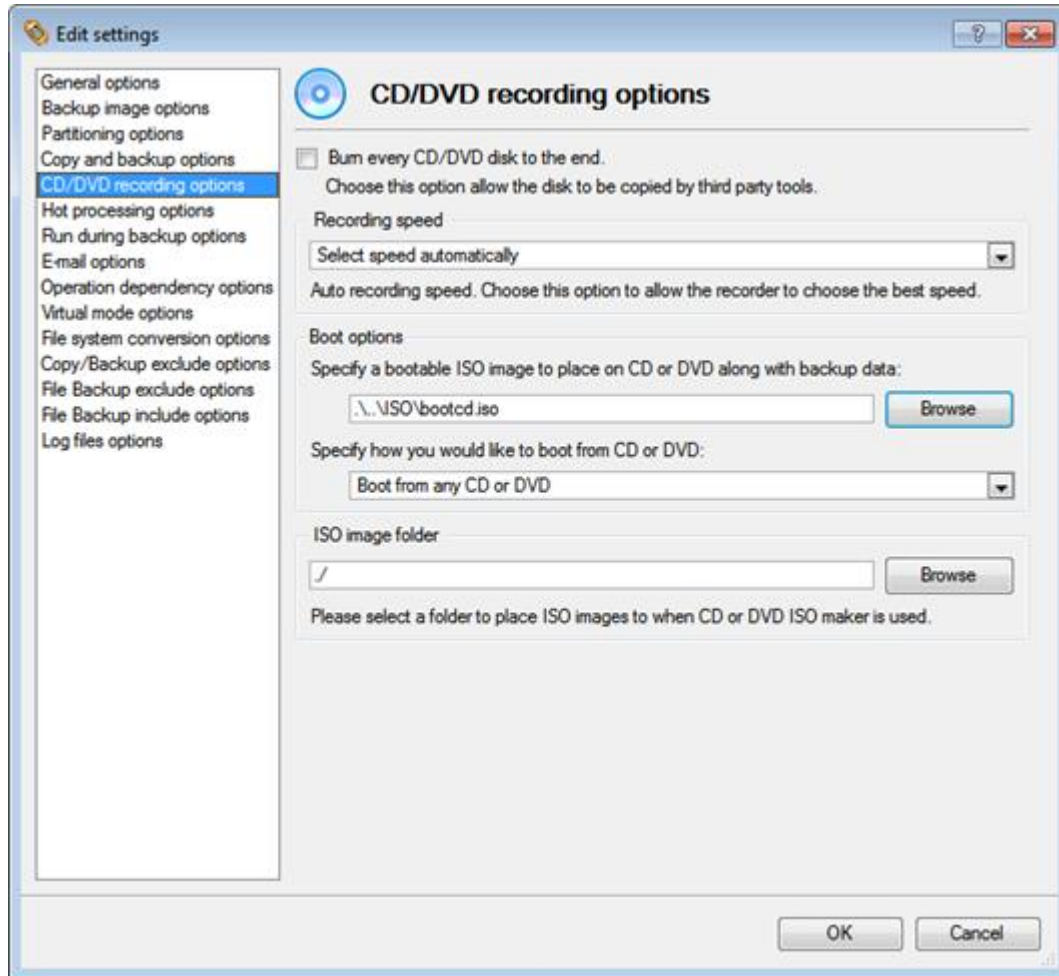 Edit settings
General options
Backup image options
Partitioning options
Copy and backup options
CD/DVD recording options
Hot processing options
Run during backup options
E-mail options
Operation dependency options
Virtual mode options
File system conversion options
Copy/Backup exclude options
File Backup exclude options
File Backup include options
Log files options
CD/DVD recording options
Burn every CD/DVD disk to the end.
Choose this option allow the disk to be copied by third party tools.
Recording speed
Select speed automatically
Auto recording speed. Choose this option to allow the recorder to choose the best speed.
Boot options
Specify a bootable ISO image to place on CD or DVD along with backup data:
.\..\ISO\bootcd.iso
Browse
Specify how you would like to boot from CD or DVD:
Boot from any CD or DVD
ISO image folder
./
Browse
Please select a folder to place ISO images to when CD or DVD ISO maker is used.
OK
Cancel